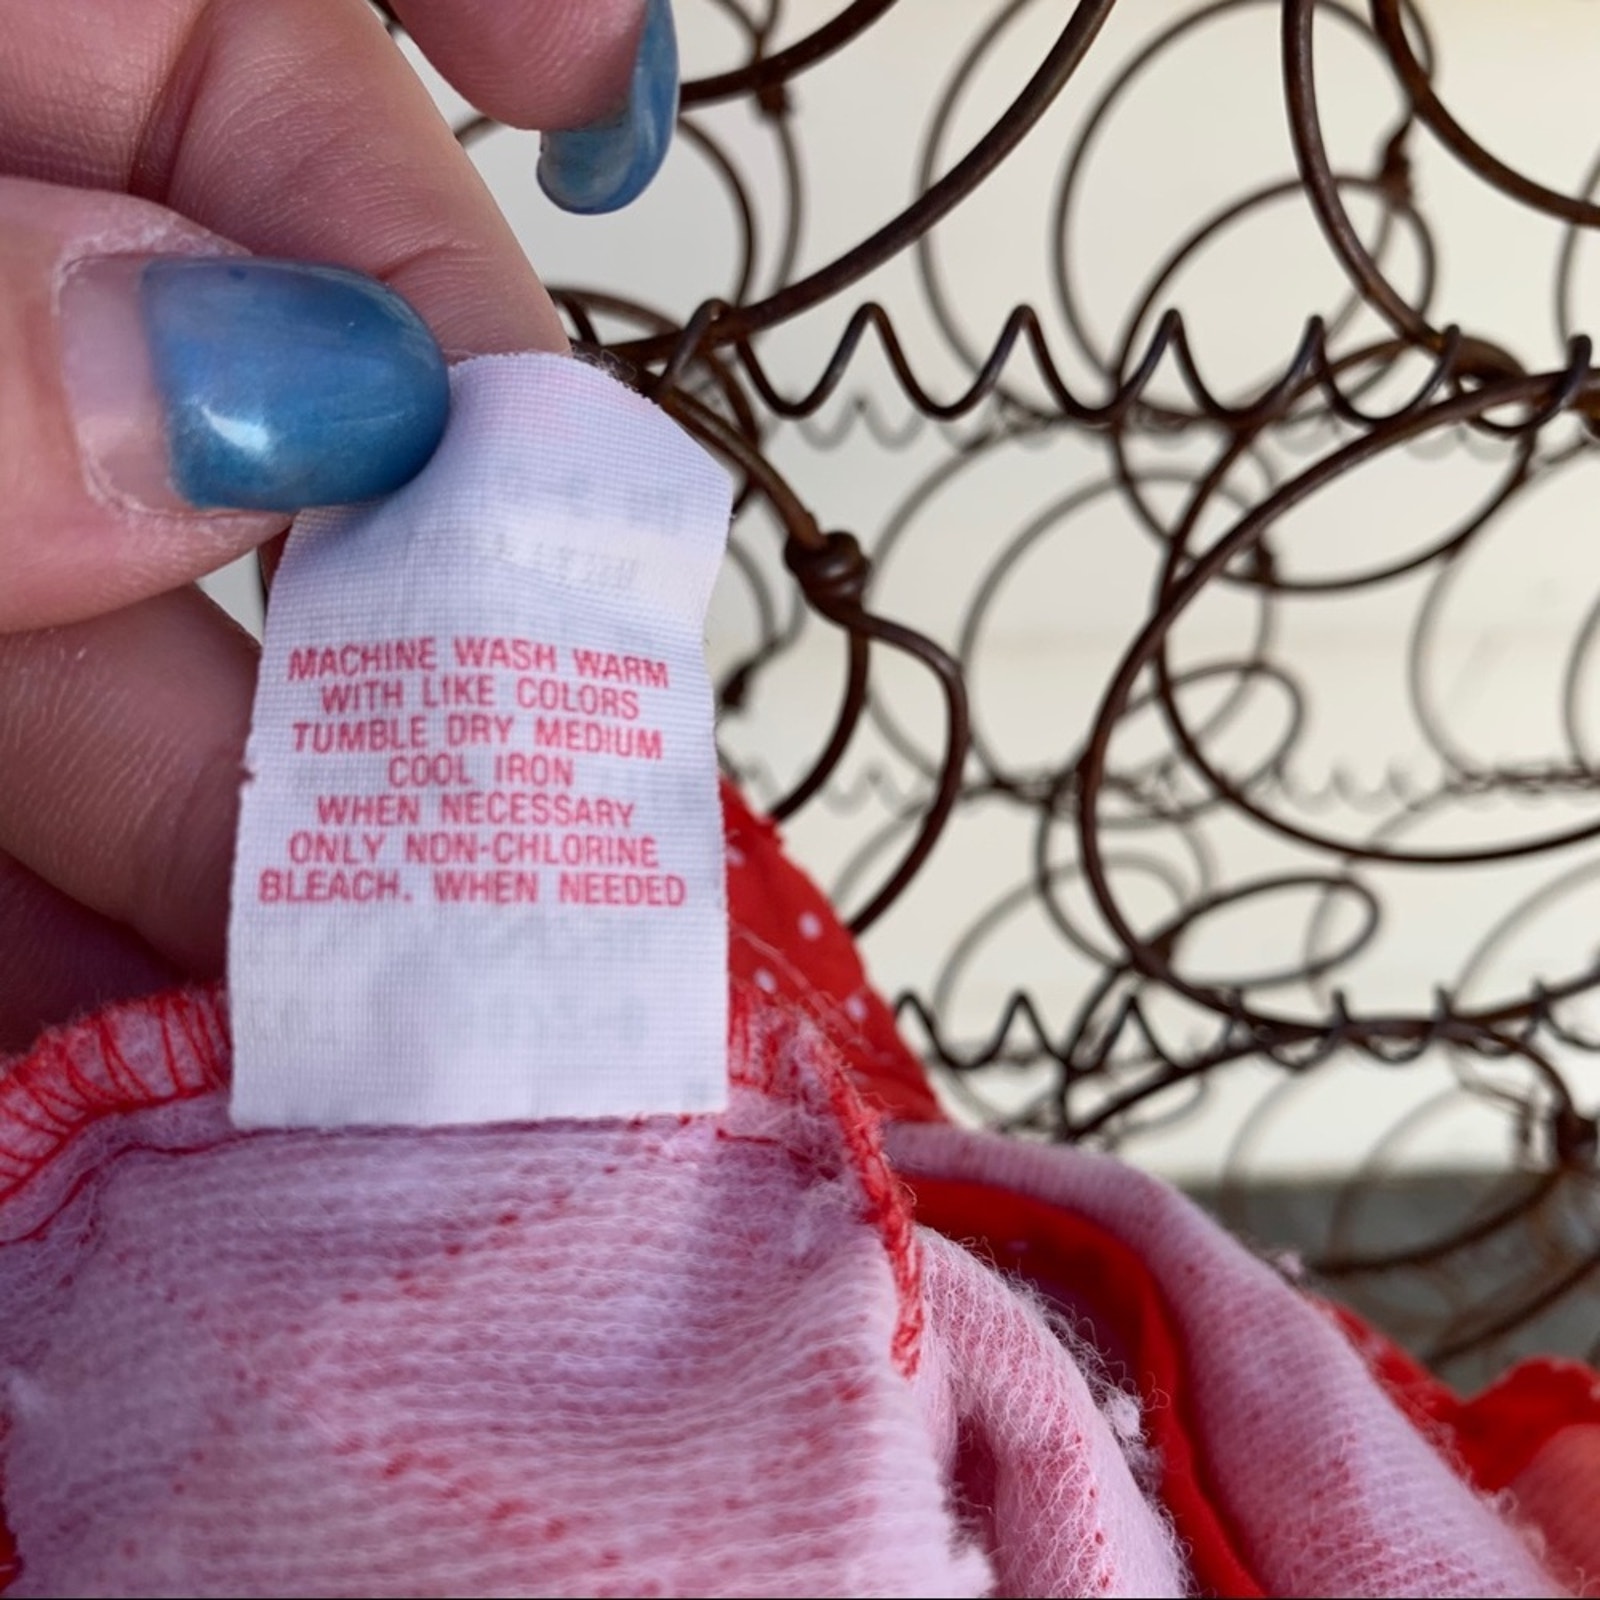 MACHINE WASH WARM
WITH LIKE COLORS
TUMBLE DRY MEDIUM
COOL IRON
WHEN NECESSARY
ONLY NON-CHLORINE
BLEACH. WHEN NEEDED